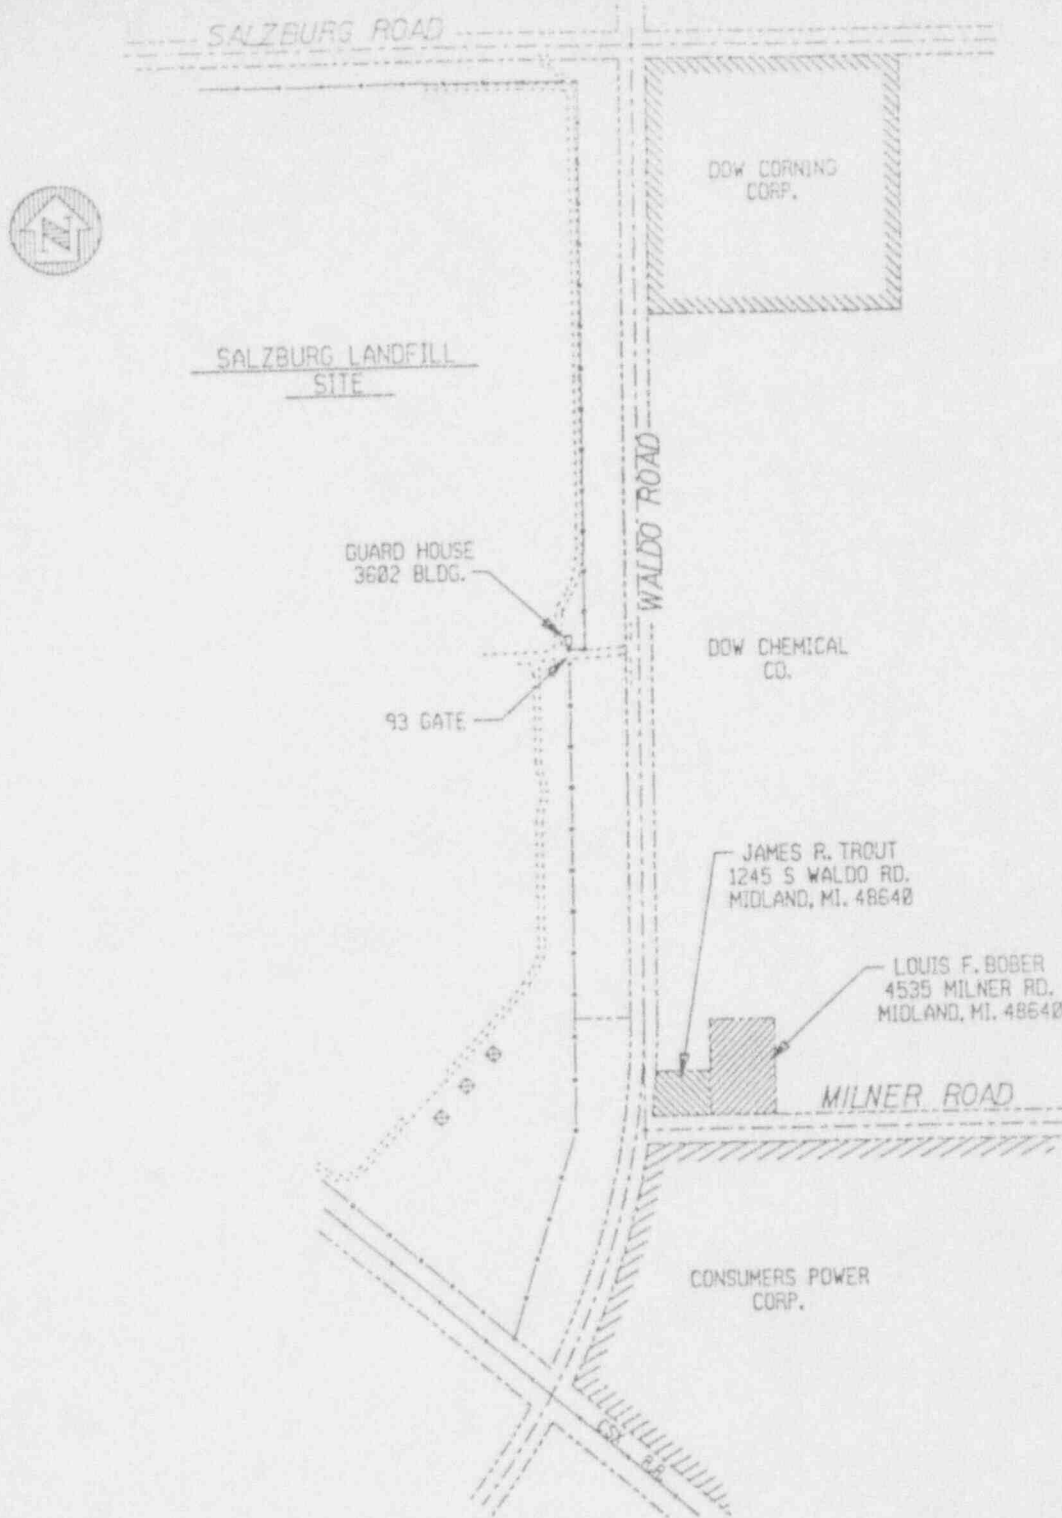 SALZBURG ROAD
DOW CORNING
CORP.
N
SALZBURG LANDFILL
SITE
WALDO ROAD
GUARD HOUSE
3602 BLDG.
DOW CHEMICAL
CO.
93 GATE
JAMES R. TROUT
1245 S WALDO RD.
MIDLAND, MI. 48640
LOUIS F. BOBER
4535 MILNER RD.
MIDLAND, MI. 48640
MILNER ROAD
CONSUMERS POWER
CORP.
CSX R.R.